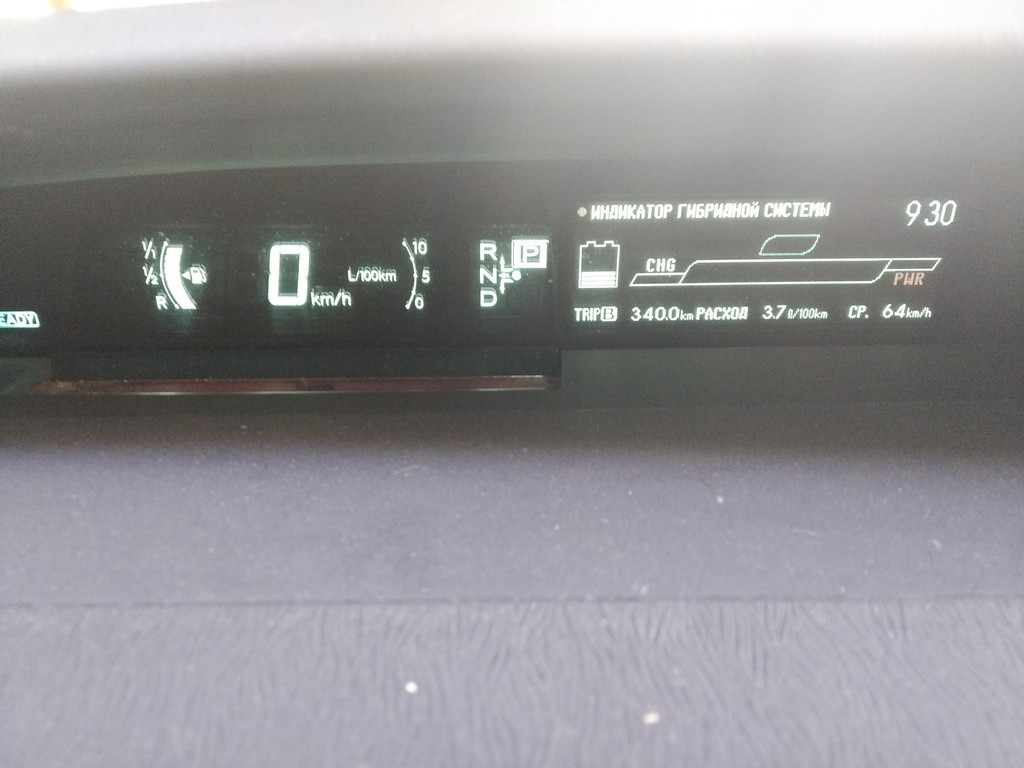 ИНДИКАТОР ГИБРИДНОЙ СИСТЕМЫ 9:30
1/1
1/2
R
0 km/h
L/100km
10
5
0
R P
N
D
CHG
PWR
TRIP B 340.0 km РАСХОД 3.7 ℓ/100km СР. 64 km/h
EADY